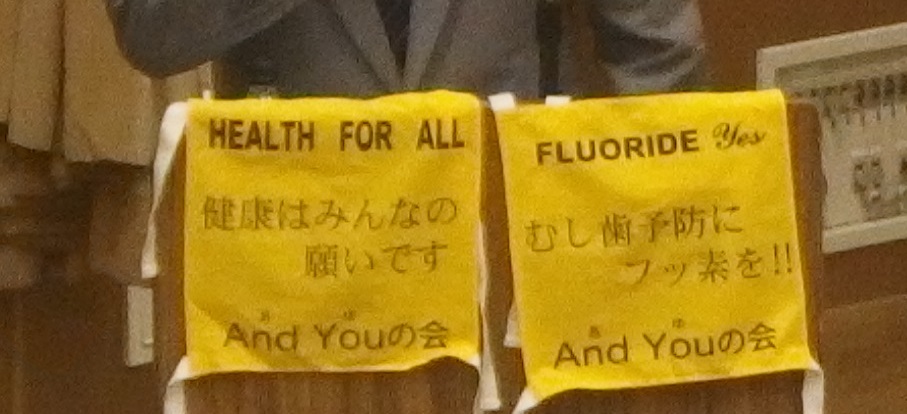 HEALTH FOR ALL
健康はみんなの
願いです
And Youの会
FLUORIDE Yes
むし歯予防に
フッ素を!!
And Youの会